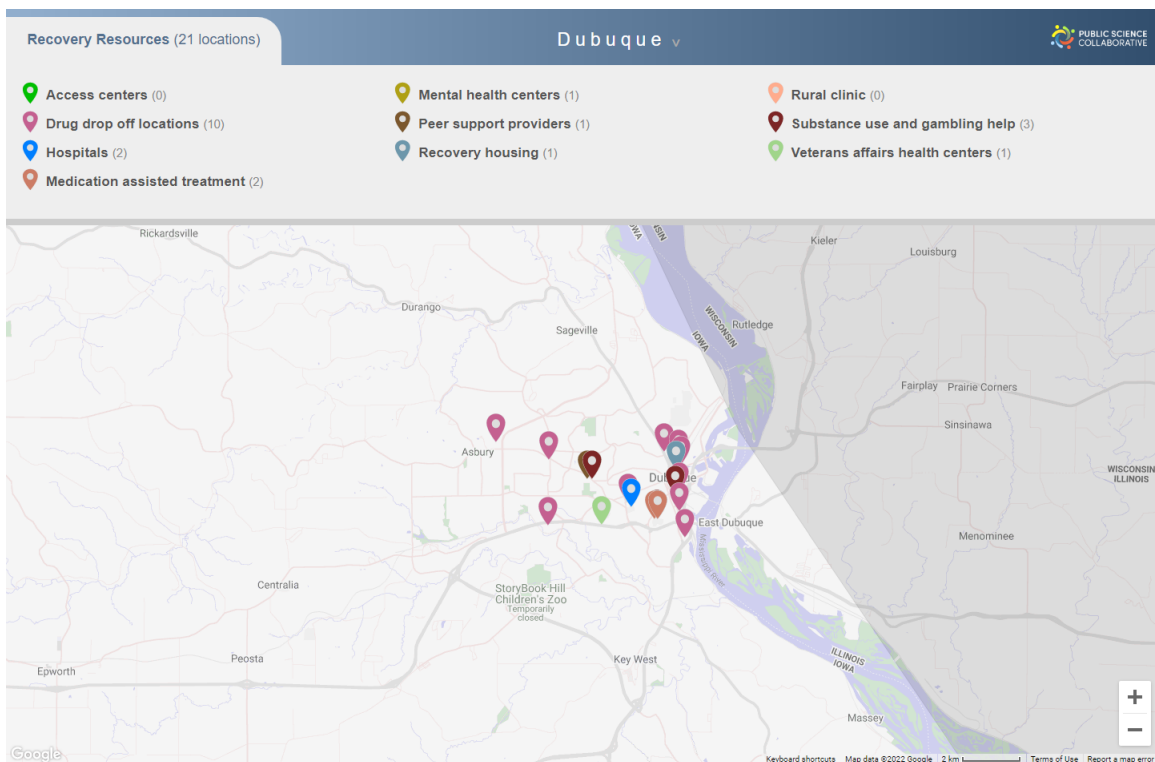 Recovery Resources (21 locations)
Dubuque v
PUBLIC SCIENCE
COLLABORATIVE
Access centers (0)
Mental health centers (1)
Rural clinic (0)
Drug drop off locations (10)
Peer support providers (1)
Substance use and gambling help (3)
Hospitals (2)
Recovery housing (1)
Veterans affairs health centers (1)
Medication assisted treatment (2)
Rickardsville
IOWA
WISCONSIN
Kieler
Louisburg
Durango
Sageville
WISCONSIN
IOWA
Rutledge
Fairplay
Prairie Corners
Sinsinawa
Asbury
WISCONSIN
ILLINOIS
East Dubuque
Menominee
Mississippi River
Centralia
StoryBook Hill
Children's Zoo
Temporarily
closed
Key West
Peosta
Epworth
ILLINOIS
IOWA
Massey
+
−
Google
Keyboard shortcuts
Map data ©2022 Google
2 km
Terms of Use
Report a map error